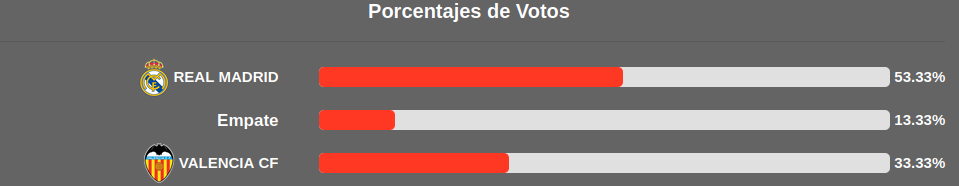 Porcentajes de Votos
REAL MADRID 53.33%
Empate 13.33%
VALENCIA CF 33.33%